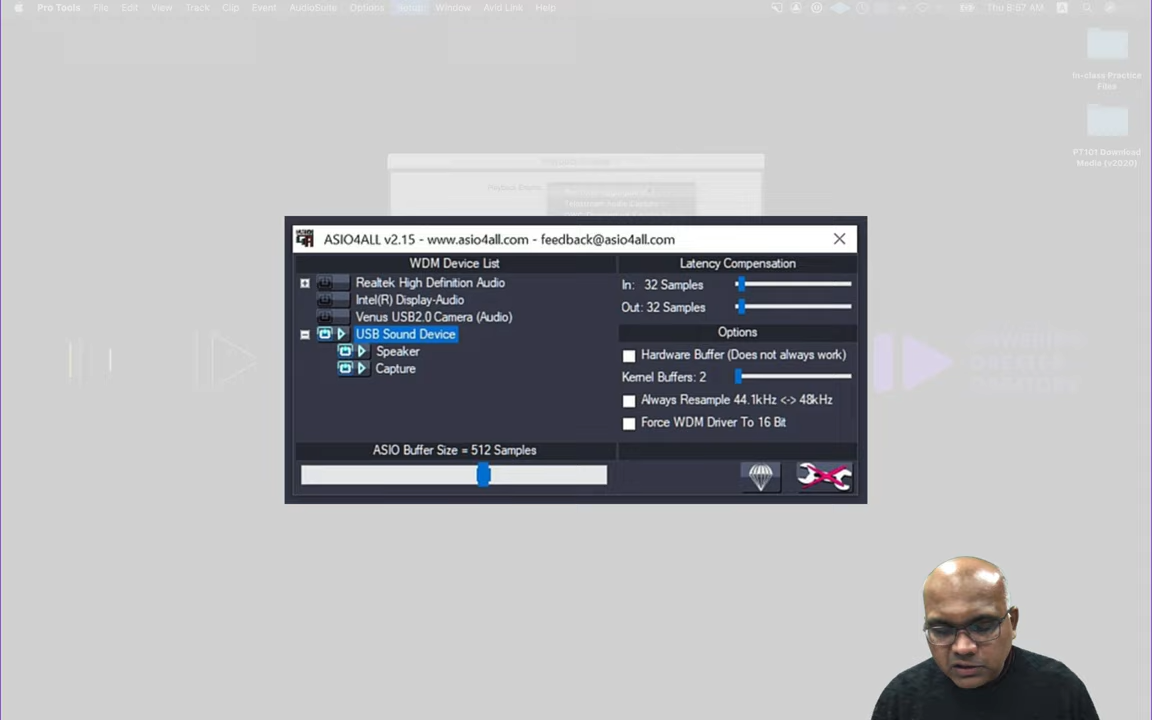 Pro Tools File Edit View Track Clip Event AudioSuite Options Setup Window Avid Link Help Thu 8:57 AM
In-class Practice
Files
PT101 Download
Media (v2020)
Playback Engine:
ASIO4ALL v2.15 - www.asio4all.com - feedback@asio4all.com
WDM Device List
Realtek High Definition Audio
Intel(R) Display-Audio
Venus USB2.0 Camera (Audio)
USB Sound Device
Speaker
Capture
ASIO Buffer Size = 512 Samples
Latency Compensation
In: 32 Samples
Out: 32 Samples
Options
Hardware Buffer (Does not always work)
Kernel Buffers: 2
Always Resample 44.1kHz <-> 48kHz
Force WDM Driver To 16 Bit